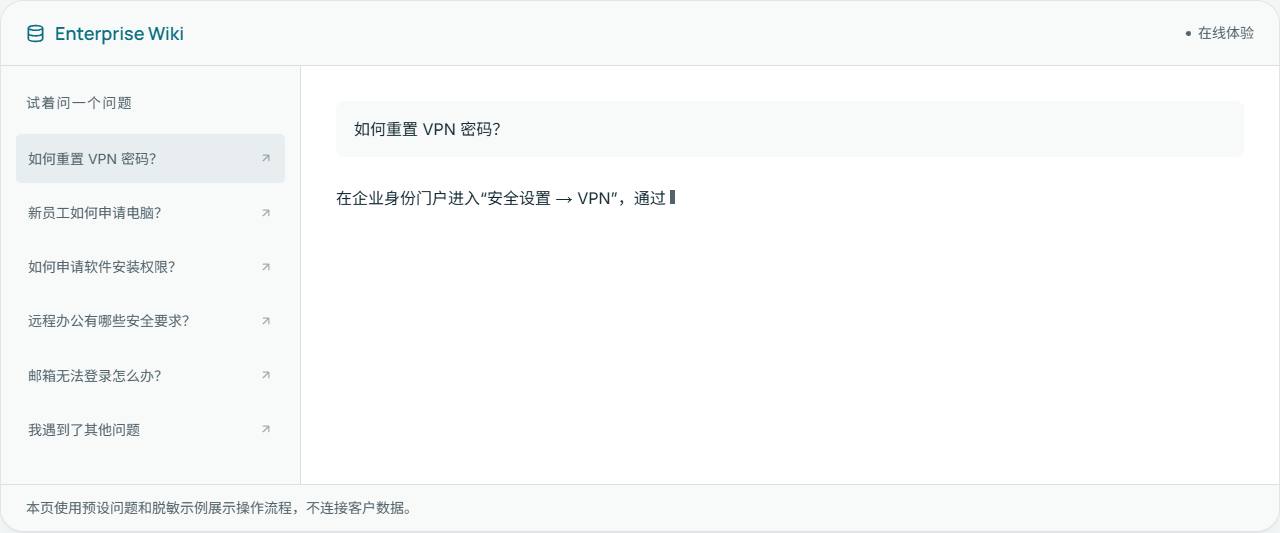 Enterprise Wiki
在线体验
试着问一个问题
如何重置 VPN 密码？
新员工如何申请电脑？
如何申请软件安装权限？
远程办公有哪些安全要求？
邮箱无法登录怎么办？
我遇到了其他问题
如何重置 VPN 密码？
在企业身份门户进入“安全设置 → VPN”，通过
本页使用预设问题和脱敏示例展示操作流程，不连接客户数据。